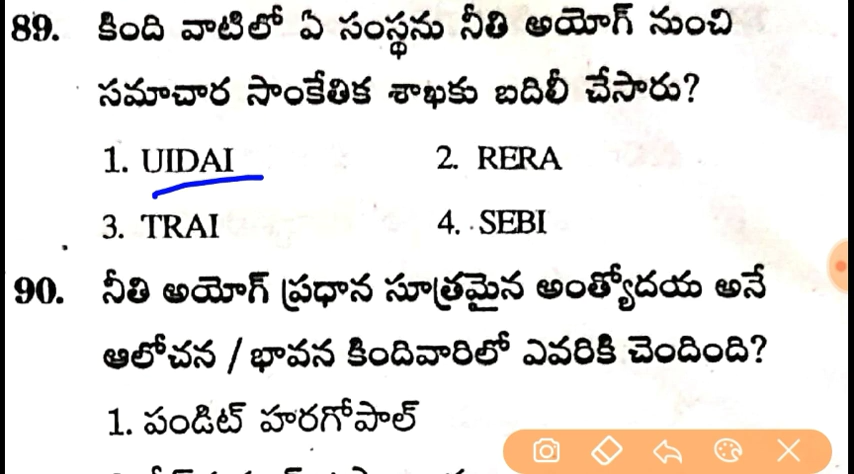 89. కింది వాటిలో ఏ సంస్థను నీతి అయోగ్ నుంచి
సమాచార సాంకేతిక శాఖకు బదిలీ చేసారు?
1. UIDAI 2. RERA
3. TRAI 4. SEBI
90. నీతి అయోగ్ ప్రధాన సూత్రమైన అంత్యోదయ అనే
ఆలోచన / భావన కిందివారిలో ఎవరికి చెందింది?
1. పండిట్ హరగోపాల్